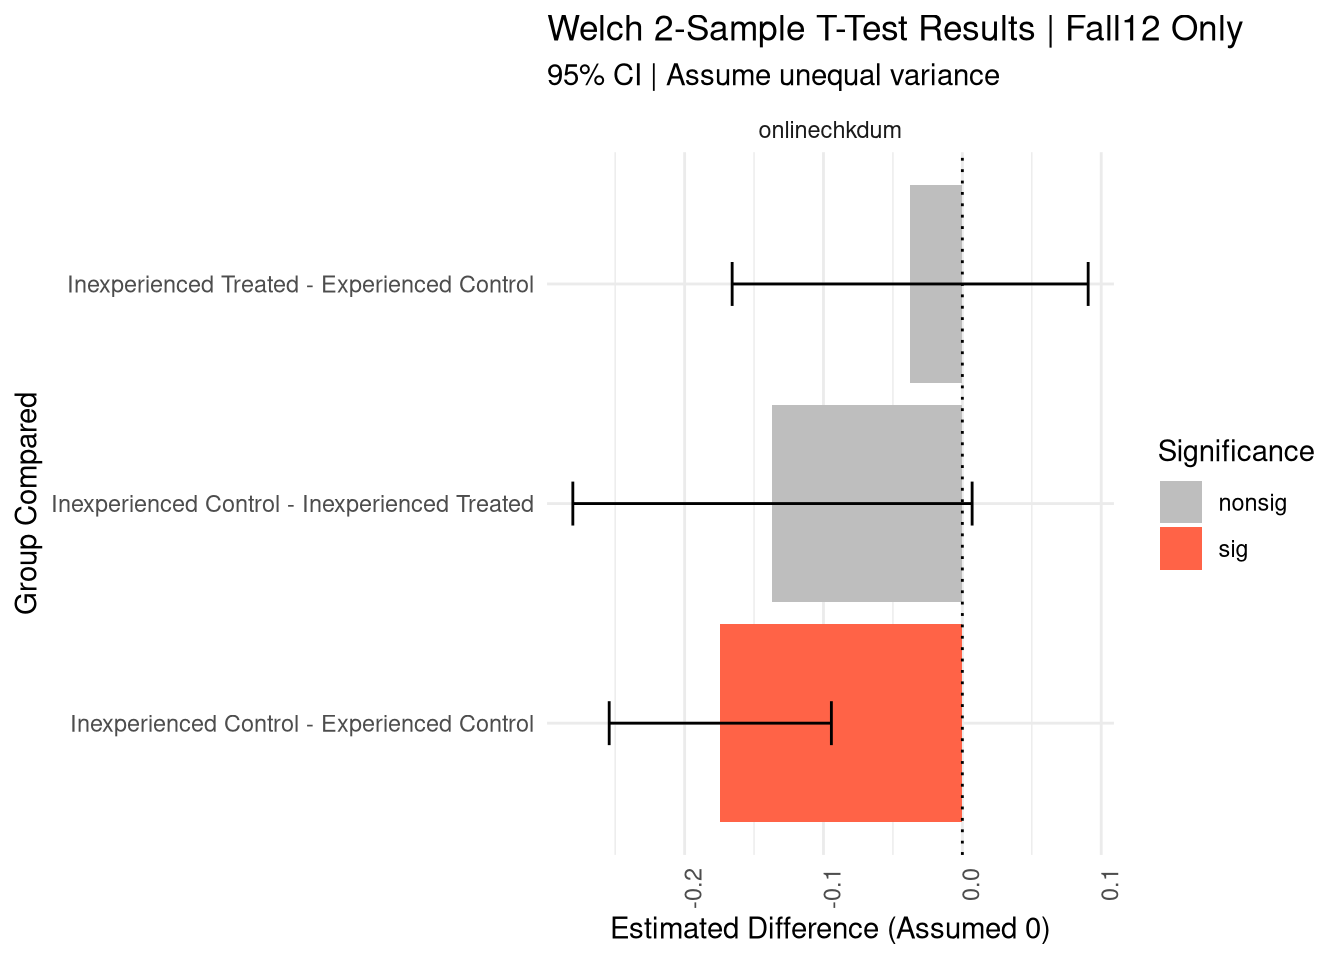 Welch 2-Sample T-Test Results | Fall12 Only
95% CI | Assume unequal variance
onlinechkdum
Group Compared
Inexperienced Treated - Experienced Control
Inexperienced Control - Inexperienced Treated
Inexperienced Control - Experienced Control
-0.2
-0.1
0.0
0.1
Estimated Difference (Assumed 0)
Significance
nonsig
sig